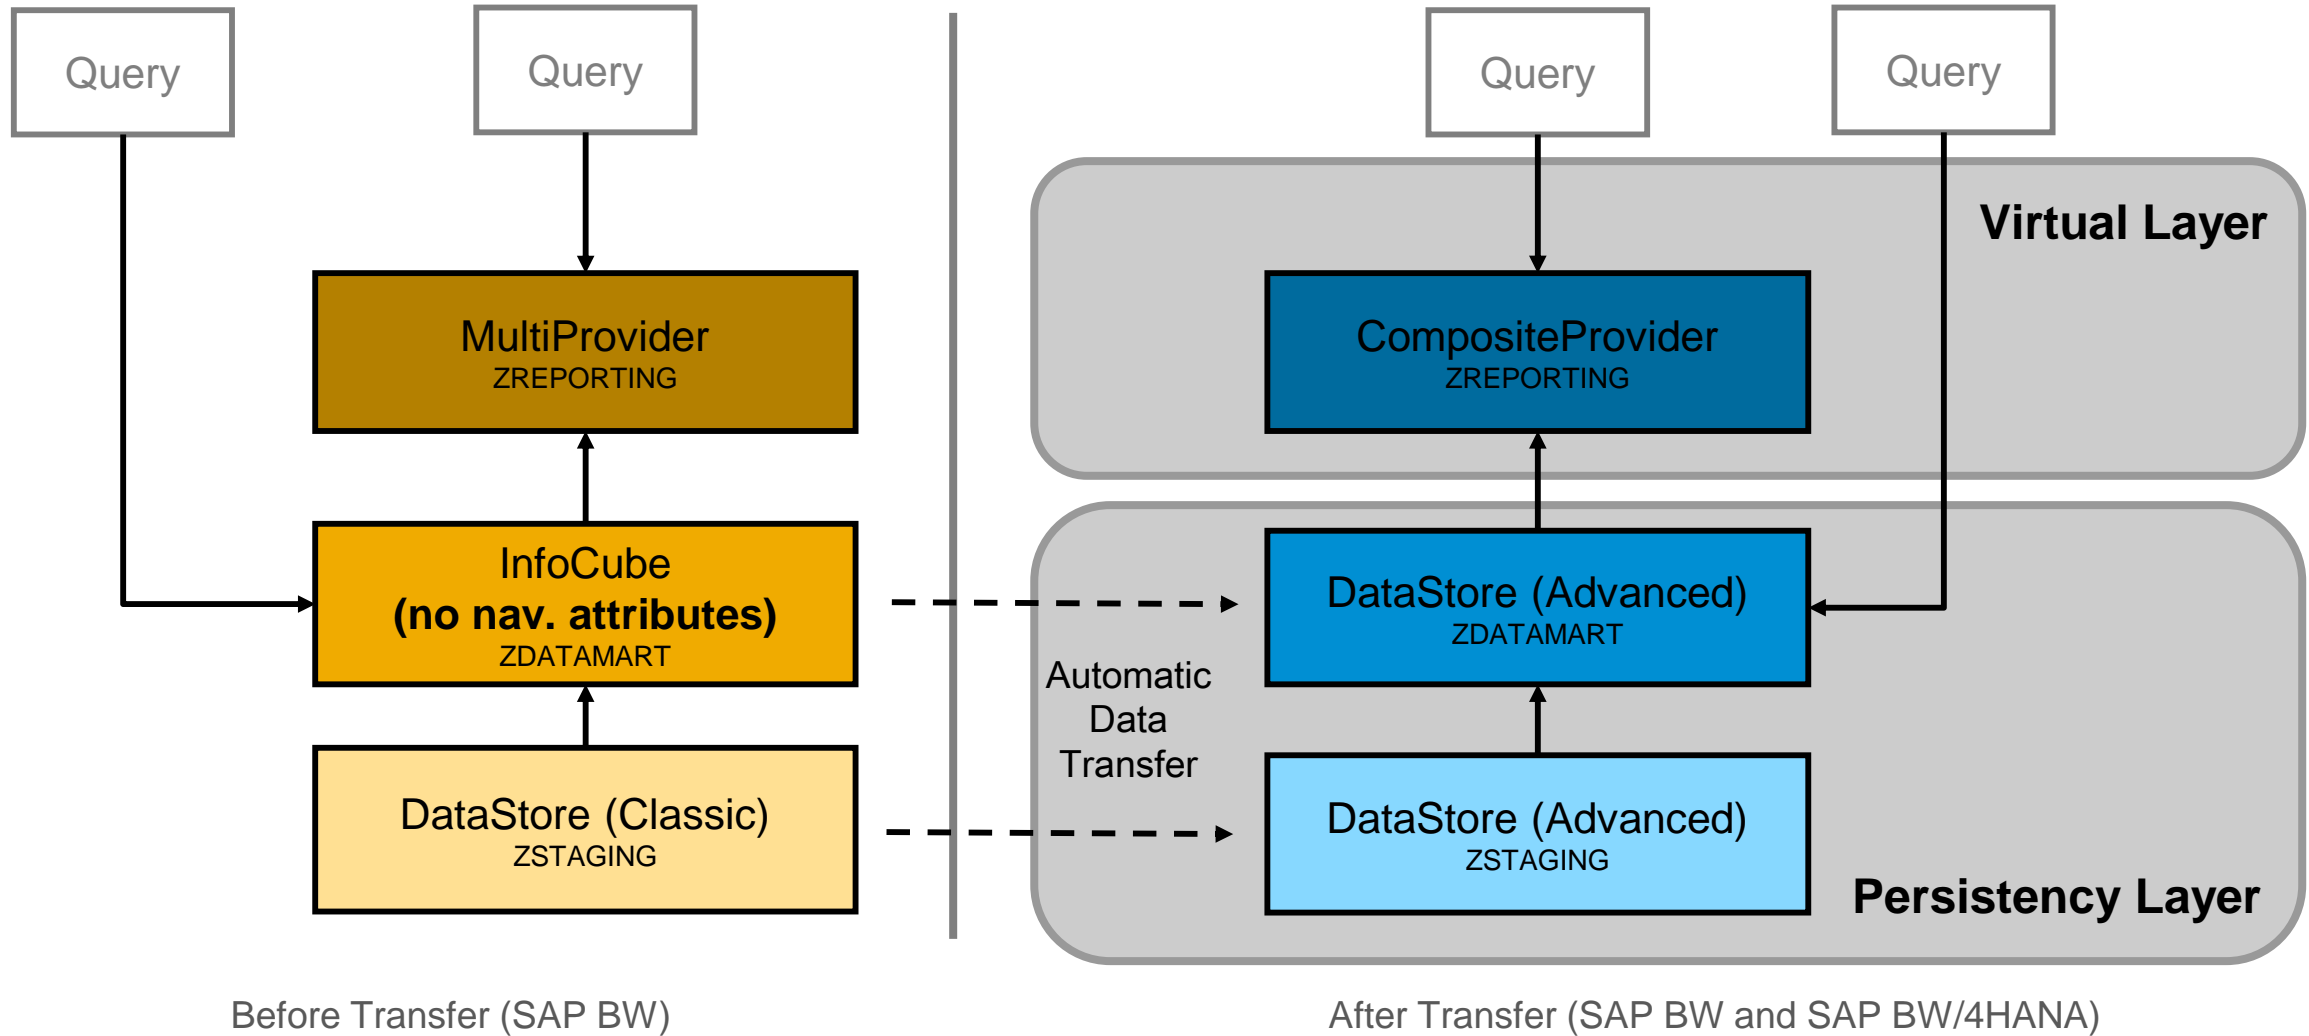 Query
Query
MultiProvider
ZREPORTING
InfoCube
(no nav. attributes)
ZDATAMART
DataStore (Classic)
ZSTAGING
Before Transfer (SAP BW)
Automatic
Data
Transfer
Query
Query
Virtual Layer
CompositeProvider
ZREPORTING
DataStore (Advanced)
ZDATAMART
DataStore (Advanced)
ZSTAGING
Persistency Layer
After Transfer (SAP BW and SAP BW/4HANA)